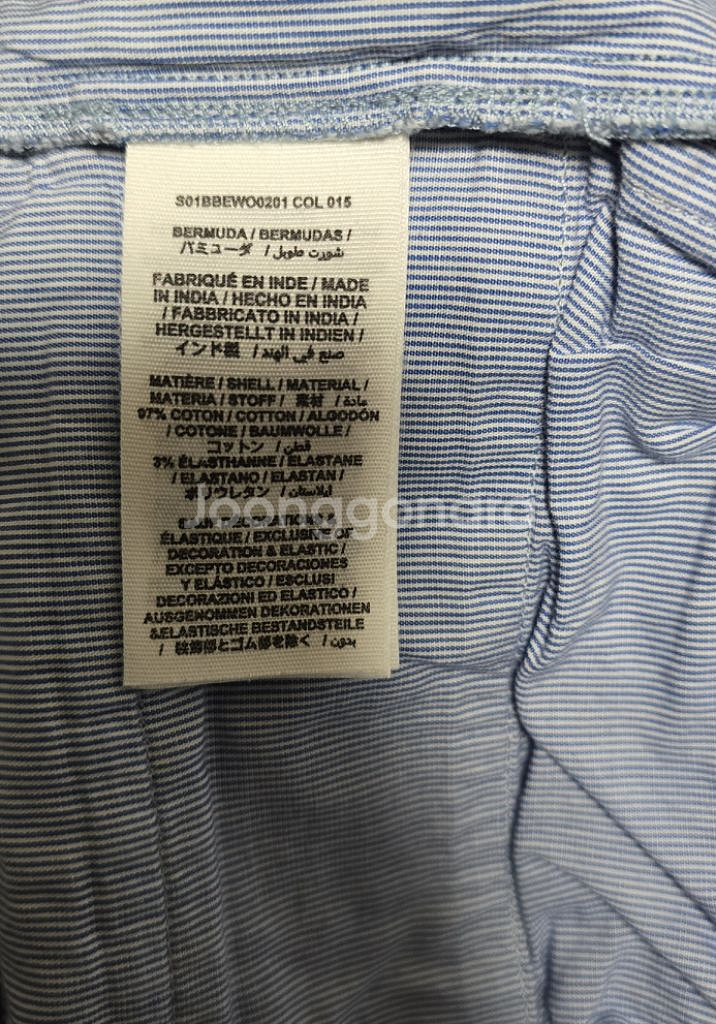 S01BBEWO0201 COL 015
BERMUDA / BERMUDAS /
バミューダ / شورت طويل
FABRIQUÉ EN INDE / MADE
IN INDIA / HECHO EN INDIA
/ FABBRICATO IN INDIA /
HERGESTELLT IN INDIEN /
インド製 / صنع في الهند
MATIÈRE / SHELL / MATERIAL /
MATERIA / STOFF / 素材 / مادة
97% COTON / COTTON / ALGODÓN
/ COTONE / BAUMWOLLE /
コットン / قطن
3% ÉLASTHANNE / ELASTANE
/ ELASTANO / ELASTAN /
ポリウレタン / ايلاستان
Joonggonara
ÉLASTIQUE / EXCLUSIVE OF
DECORATION & ELASTIC /
EXCEPTO DECORACIONES
Y ELÁSTICO / ESCLUSI
DECORAZIONI ED ELASTICO /
AUSGENOMMEN DEKORATIONEN
&ELASTISCHE BESTANDSTEILE
/ 装飾部とゴム部を除く / بدون